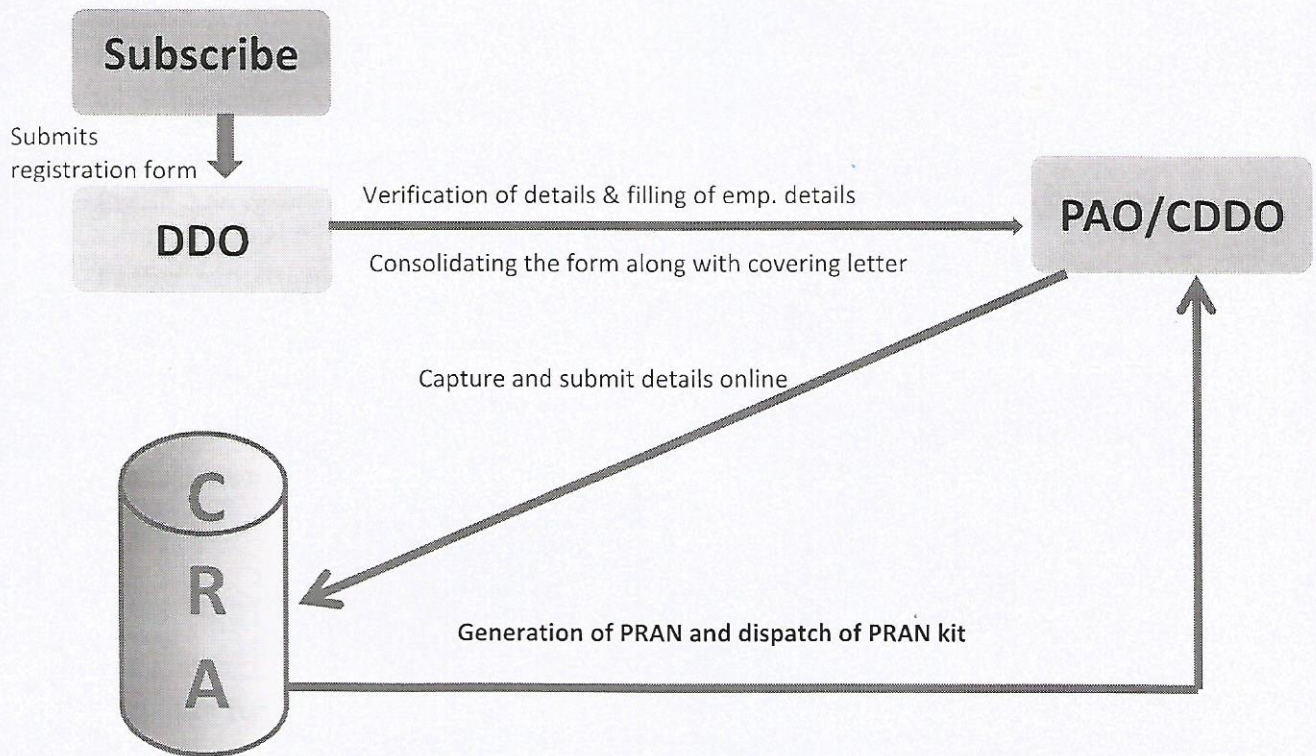 Subscribe
Submits
registration form
DDO
Verification of details & filling of emp. details
Consolidating the form along with covering letter
PAO/CDDO
Capture and submit details online
C
R
A
Generation of PRAN and dispatch of PRAN kit